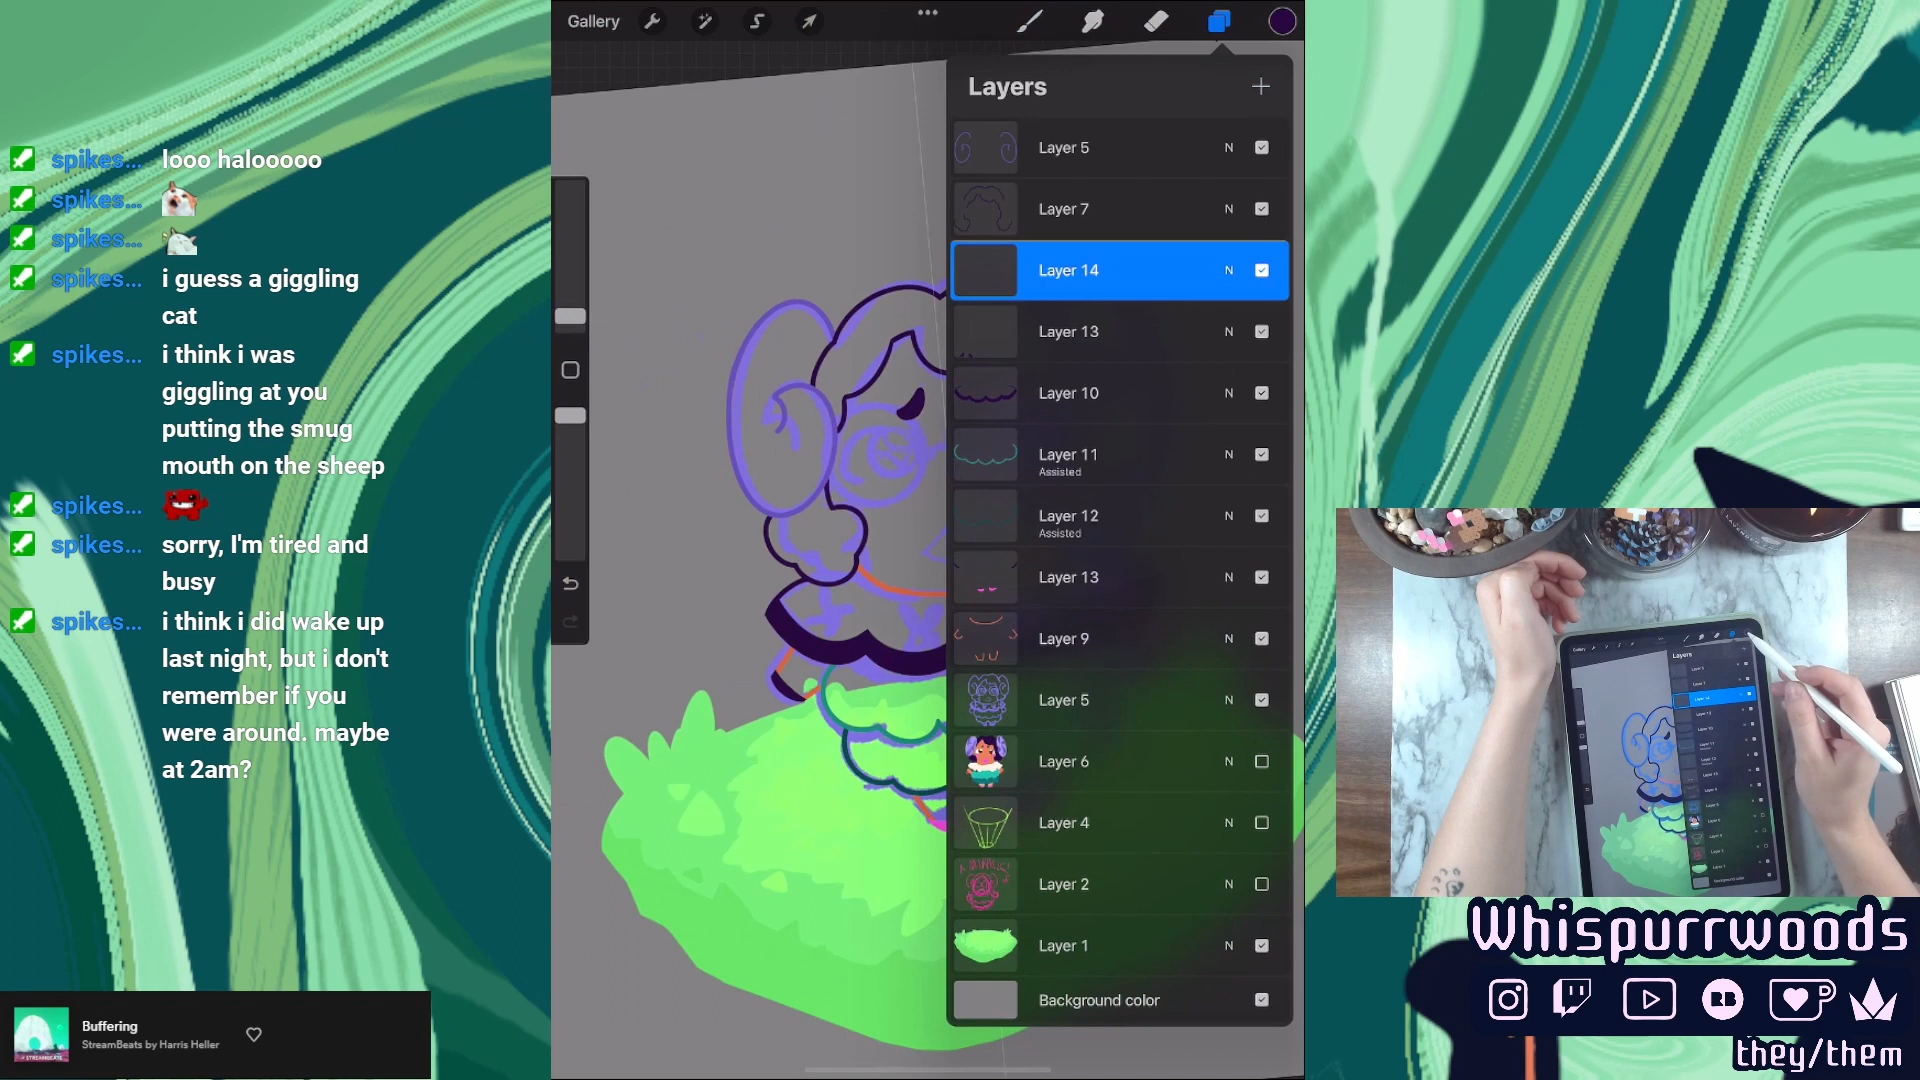 spikes... looo halooooo
spikes...
spikes...
spikes... i guess a giggling
cat
spikes... i think i was
giggling at you
putting the smug
mouth on the sheep
spikes...
spikes... sorry, I'm tired and
busy
spikes... i think i did wake up
last night, but i don't
remember if you
were around. maybe
at 2am?
Buffering
StreamBeats by Harris Heller
Gallery
Layers
Layer 5 N
Layer 7 N
Layer 14 N
Layer 13 N
Layer 10 N
Layer 11 N
Assisted
Layer 12 N
Assisted
Layer 13 N
Layer 9 N
Layer 5 N
Layer 6 N
Layer 4 N
Layer 2 N
Layer 1 N
Background color
Whispurrwoods
RB
they/them